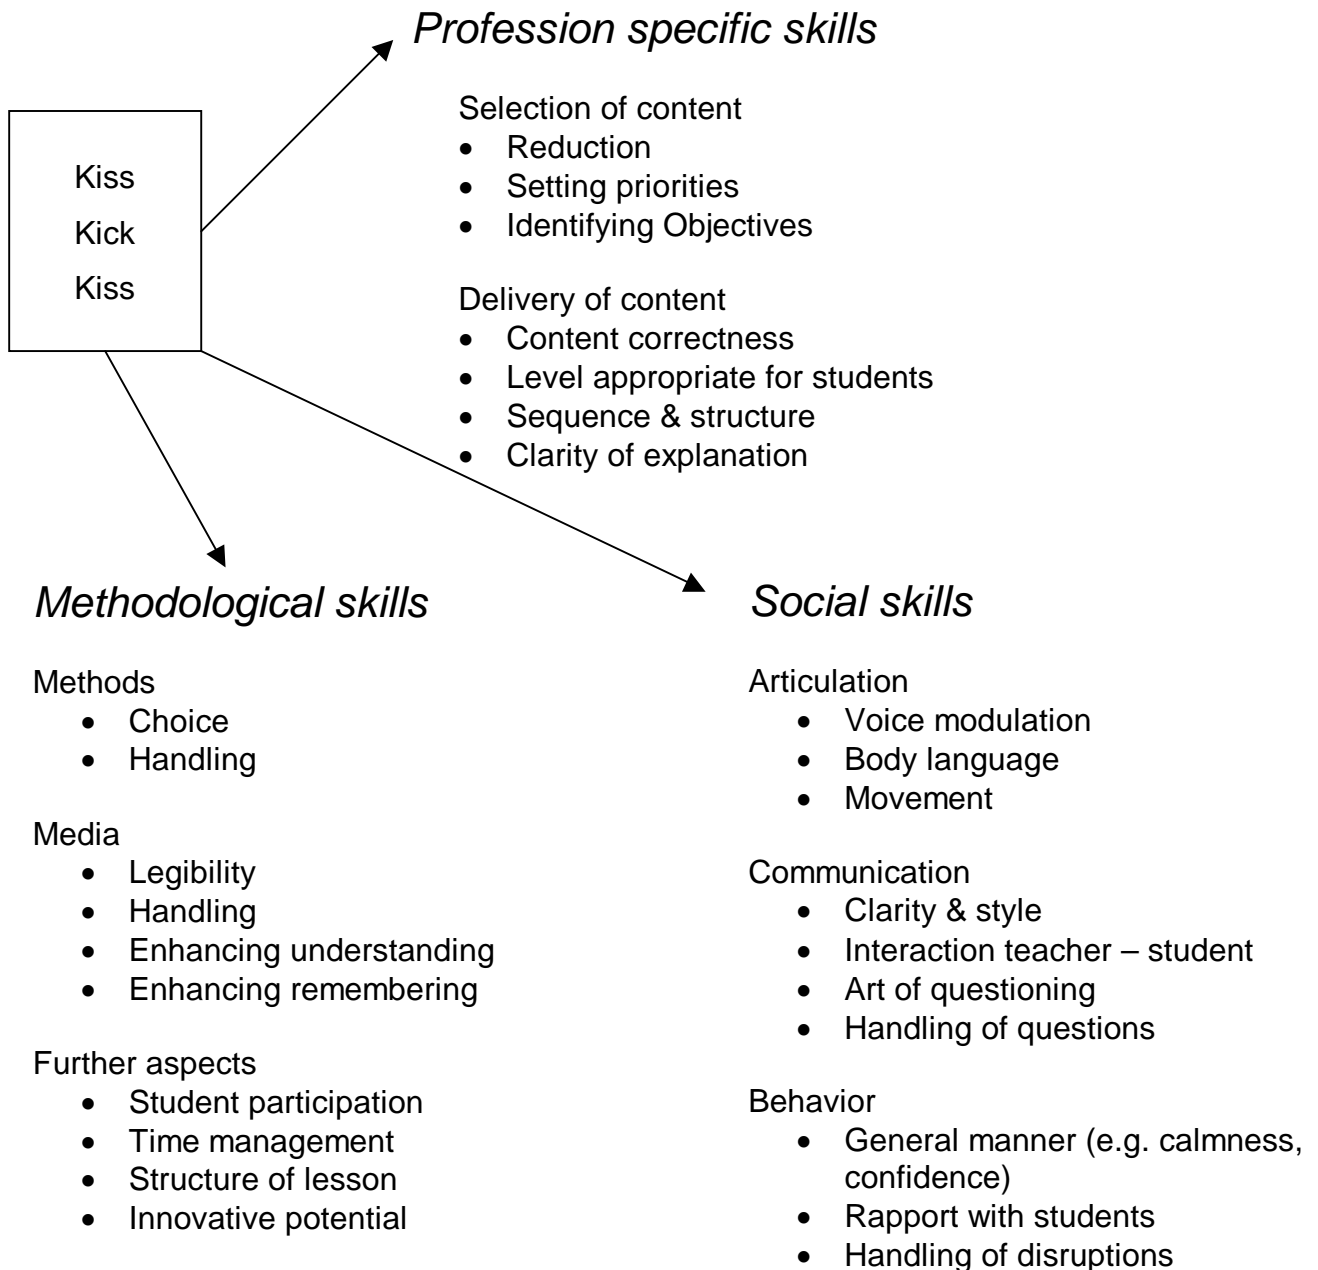 Profession specific skills
Kiss
Kick
Kiss
Selection of content
• Reduction
• Setting priorities
• Identifying Objectives
Delivery of content
• Content correctness
• Level appropriate for students
• Sequence & structure
• Clarity of explanation
Methodological skills
Methods
• Choice
• Handling
Media
• Legibility
• Handling
• Enhancing understanding
• Enhancing remembering
Further aspects
• Student participation
• Time management
• Structure of lesson
• Innovative potential
Social skills
Articulation
• Voice modulation
• Body language
• Movement
Communication
• Clarity & style
• Interaction teacher – student
• Art of questioning
• Handling of questions
Behavior
• General manner (e.g. calmness,
confidence)
• Rapport with students
• Handling of disruptions